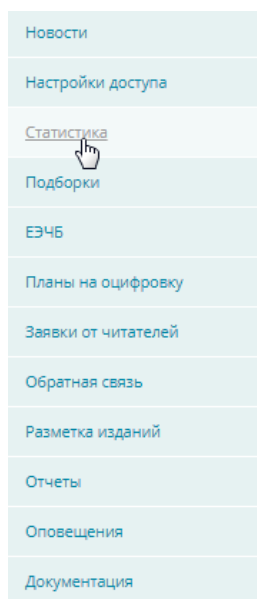 Новости
Настройки доступа
Статистика
Подборки
ЕЭЧБ
Планы на оцифровку
Заявки от читателей
Обратная связь
Разметка изданий
Отчеты
Оповещения
Документация